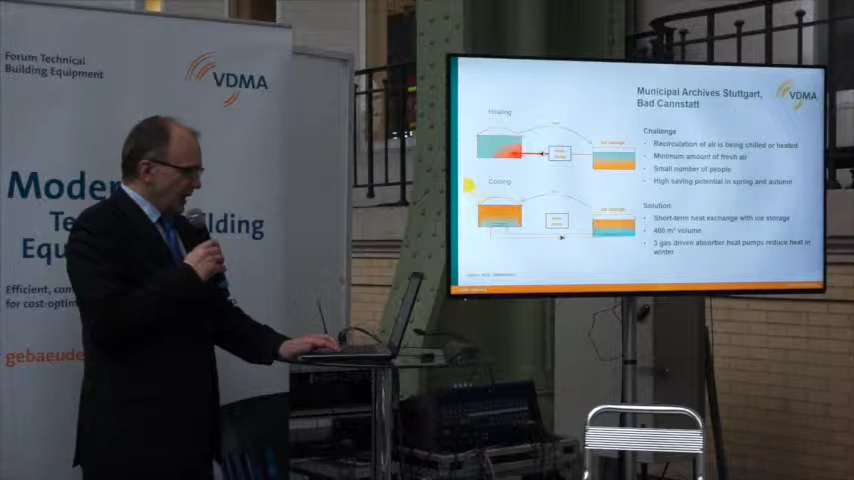 Forum Technical
Building Equipment
VDMA
Moder
Te
Building
Equ
Efficient, com
for cost-optim
gebaeude
Municipal Archives Stuttgart,
Bad Cannstatt
VDMA
Heating
Ice storage
Cooling
Ice storage
Challenge
• Recirculation of air is being chilled or heated
• Minimum amount of fresh air
• Small number of people
• High saving potential in spring and autumn
Solution
• Short-term heat exchange with ice storage
• 400 m³ volume
• 3 gas driven absorber heat pumps reduce heat in
winter